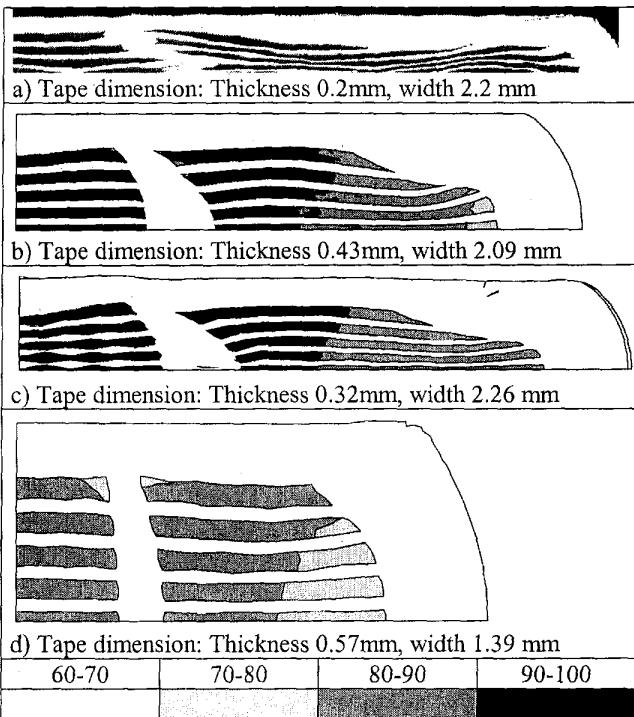 a) Tape dimension: Thickness 0.2mm, width 2.2 mm
b) Tape dimension: Thickness 0.43mm, width 2.09 mm
c) Tape dimension: Thickness 0.32mm, width 2.26 mm
d) Tape dimension: Thickness 0.57mm, width 1.39 mm
60-70 70-80 80-90 90-100